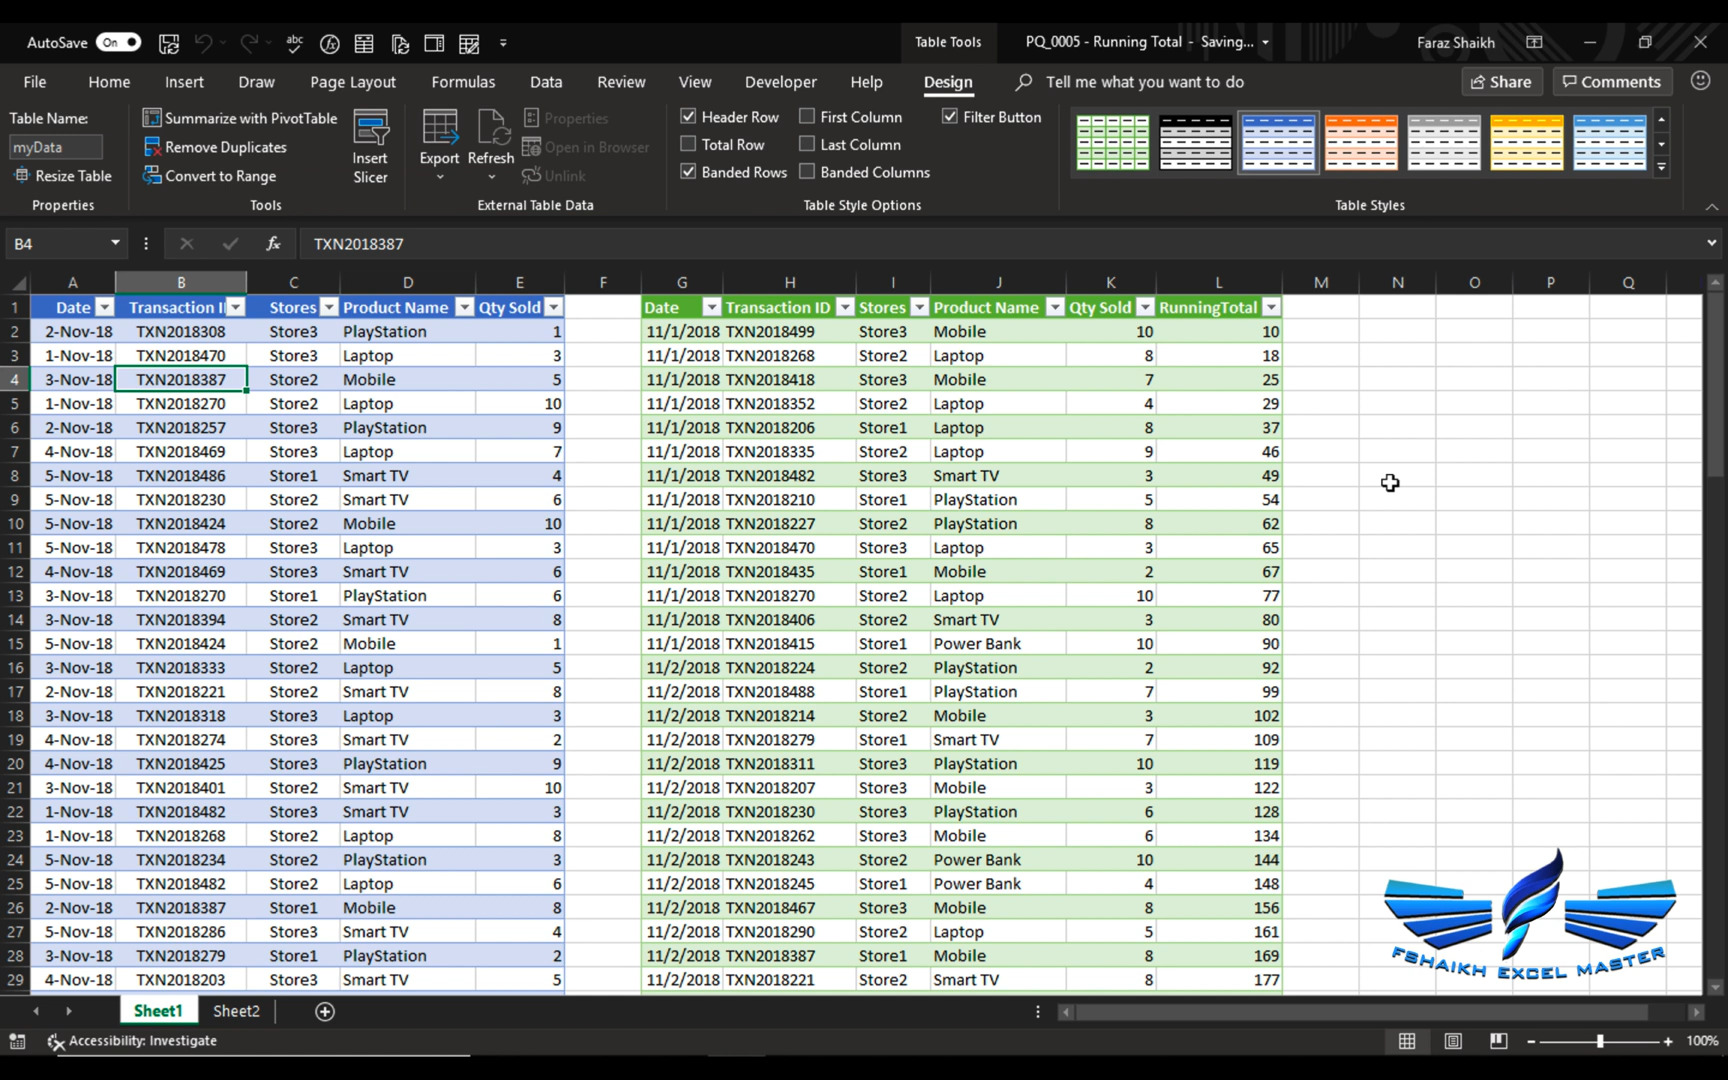 AutoSave On abc Table Tools PQ_0005 - Running Total - Saving... Faraz Shaikh
File Home Insert Draw Page Layout Formulas Data Review View Developer Help Design Tell me what you want to do Share Comments
Table Name: Summarize with PivotTable Properties Header Row First Column Filter Button
myData Remove Duplicates Insert Slicer Export Refresh Open in Browser Total Row Last Column
Resize Table Convert to Range Unlink Banded Rows Banded Columns
Properties Tools External Table Data Table Style Options Table Styles
B4 fx TXN2018387
A B C D E F G H I J K L M N O P Q
1 Date Transaction I Stores Product Name Qty Sold Date Transaction ID Stores Product Name Qty Sold RunningTotal
2 2-Nov-18 TXN2018308 Store3 PlayStation 1 11/1/2018 TXN2018499 Store3 Mobile 10 10
3 1-Nov-18 TXN2018470 Store3 Laptop 3 11/1/2018 TXN2018268 Store2 Laptop 8 18
4 3-Nov-18 TXN2018387 Store2 Mobile 5 11/1/2018 TXN2018418 Store3 Mobile 7 25
5 1-Nov-18 TXN2018270 Store2 Laptop 10 11/1/2018 TXN2018352 Store2 Laptop 4 29
6 2-Nov-18 TXN2018257 Store3 PlayStation 9 11/1/2018 TXN2018206 Store1 Laptop 8 37
7 4-Nov-18 TXN2018469 Store3 Laptop 7 11/1/2018 TXN2018335 Store2 Laptop 9 46
8 5-Nov-18 TXN2018486 Store1 Smart TV 4 11/1/2018 TXN2018482 Store3 Smart TV 3 49
9 5-Nov-18 TXN2018230 Store2 Smart TV 6 11/1/2018 TXN2018210 Store1 PlayStation 5 54
10 5-Nov-18 TXN2018424 Store2 Mobile 10 11/1/2018 TXN2018227 Store2 PlayStation 8 62
11 5-Nov-18 TXN2018478 Store3 Laptop 3 11/1/2018 TXN2018470 Store3 Laptop 3 65
12 4-Nov-18 TXN2018469 Store3 Smart TV 6 11/1/2018 TXN2018435 Store1 Mobile 2 67
13 3-Nov-18 TXN2018270 Store1 PlayStation 6 11/1/2018 TXN2018270 Store2 Laptop 10 77
14 3-Nov-18 TXN2018394 Store2 Smart TV 8 11/1/2018 TXN2018406 Store2 Smart TV 3 80
15 5-Nov-18 TXN2018424 Store2 Mobile 1 11/1/2018 TXN2018415 Store1 Power Bank 10 90
16 3-Nov-18 TXN2018333 Store2 Laptop 5 11/2/2018 TXN2018224 Store2 PlayStation 2 92
17 2-Nov-18 TXN2018221 Store2 Smart TV 8 11/2/2018 TXN2018488 Store1 PlayStation 7 99
18 3-Nov-18 TXN2018318 Store3 Laptop 3 11/2/2018 TXN2018214 Store2 Mobile 3 102
19 4-Nov-18 TXN2018274 Store3 Smart TV 2 11/2/2018 TXN2018279 Store1 Smart TV 7 109
20 4-Nov-18 TXN2018425 Store3 PlayStation 9 11/2/2018 TXN2018311 Store3 PlayStation 10 119
21 3-Nov-18 TXN2018401 Store2 Smart TV 10 11/2/2018 TXN2018207 Store3 Mobile 3 122
22 1-Nov-18 TXN2018482 Store3 Smart TV 3 11/2/2018 TXN2018230 Store3 PlayStation 6 128
23 1-Nov-18 TXN2018268 Store2 Laptop 8 11/2/2018 TXN2018262 Store3 Mobile 6 134
24 5-Nov-18 TXN2018234 Store2 PlayStation 3 11/2/2018 TXN2018243 Store2 Power Bank 10 144
25 5-Nov-18 TXN2018482 Store2 Laptop 6 11/2/2018 TXN2018245 Store1 Power Bank 4 148
26 2-Nov-18 TXN2018387 Store1 Mobile 8 11/2/2018 TXN2018467 Store3 Mobile 8 156
27 5-Nov-18 TXN2018286 Store3 Smart TV 4 11/2/2018 TXN2018290 Store2 Laptop 5 161
28 3-Nov-18 TXN2018279 Store1 PlayStation 2 11/2/2018 TXN2018387 Store1 Mobile 8 169
29 4-Nov-18 TXN2018203 Store3 Smart TV 5 11/2/2018 TXN2018221 Store2 Smart TV 8 177
FSHAIKH EXCEL MASTER
Sheet1 Sheet2
Accessibility: Investigate 100%